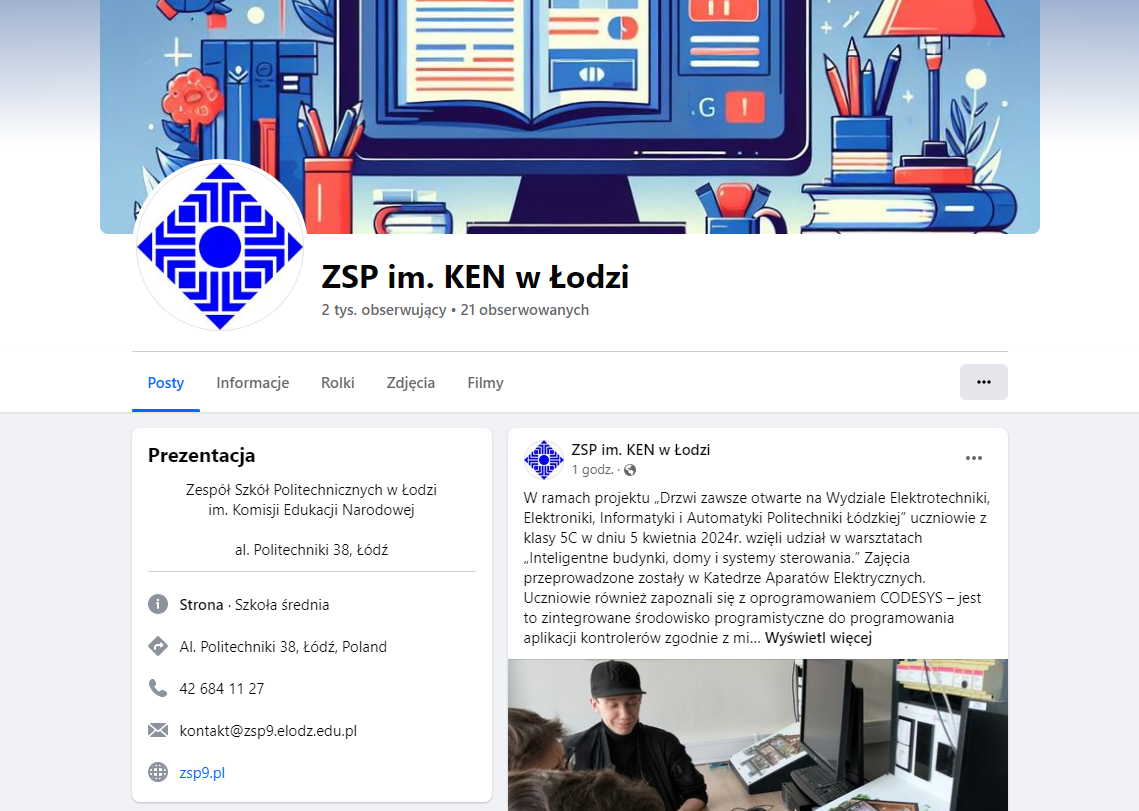 G
ZSP im. KEN w Łodzi
2 tys. obserwujący • 21 obserwowanych
Posty
Informacje
Rolki
Zdjęcia
Filmy
Prezentacja
Zespół Szkół Politechnicznych w Łodzi
im. Komisji Edukacji Narodowej
al. Politechniki 38, Łódź
Strona · Szkoła średnia
Al. Politechniki 38, Łódź, Poland
42 684 11 27
kontakt@zsp9.elodz.edu.pl
zsp9.pl
ZSP im. KEN w Łodzi
1 godz. ·
W ramach projektu „Drzwi zawsze otwarte na Wydziale Elektrotechniki,
Elektroniki, Informatyki i Automatyki Politechniki Łódzkiej” uczniowie z
klasy 5C w dniu 5 kwietnia 2024r. wzięli udział w warsztatach
„Inteligentne budynki, domy i systemy sterowania.” Zajęcia
przeprowadzone zostały w Katedrze Aparatów Elektrycznych.
Uczniowie również zapoznali się z oprogramowaniem CODESYS – jest
to zintegrowane środowisko programistyczne do programowania
aplikacji kontrolerów zgodnie z mi... Wyświetl więcej